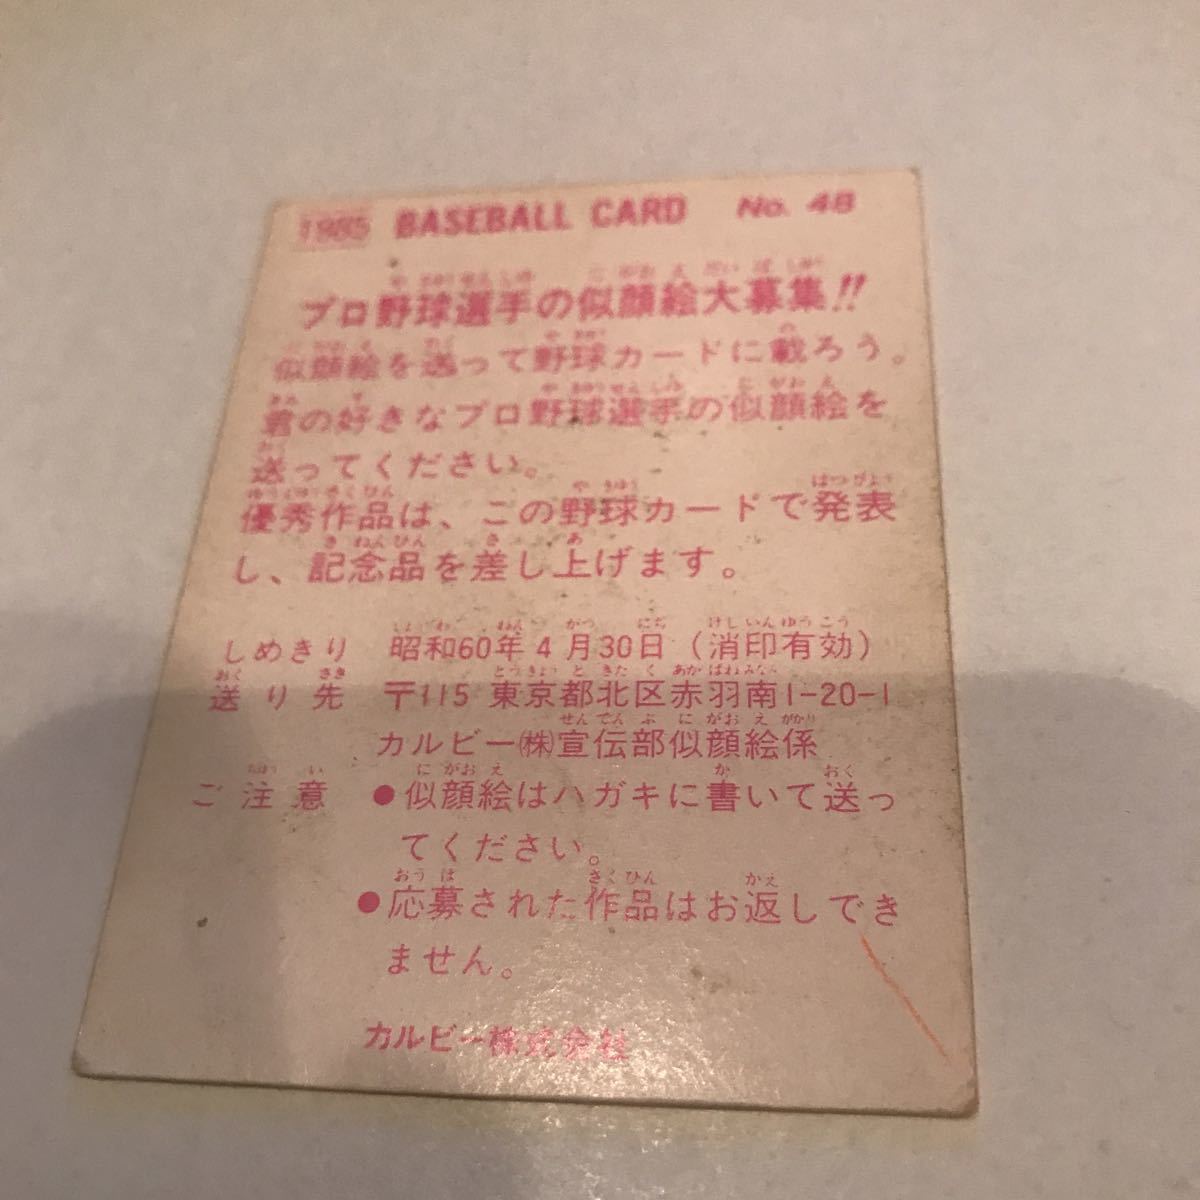 1985 BASEBALL CARD No. 48
プロ野球選手の似顔絵大募集!!
似顔絵を送って野球カードに載ろう。
君の好きなプロ野球選手の似顔絵を
送ってください。
優秀作品は、この野球カードで発表
し、記念品を差し上げます。
しめきり 昭和60年4月30日(消印有効)
送り先 〒115 東京都北区赤羽南1-20-1
カルビー㈱宣伝部似顔絵係
ご注意 ●似顔絵はハガキに書いて送っ
てください。
●応募された作品はお返しでき
ません。
カルビー株式会社